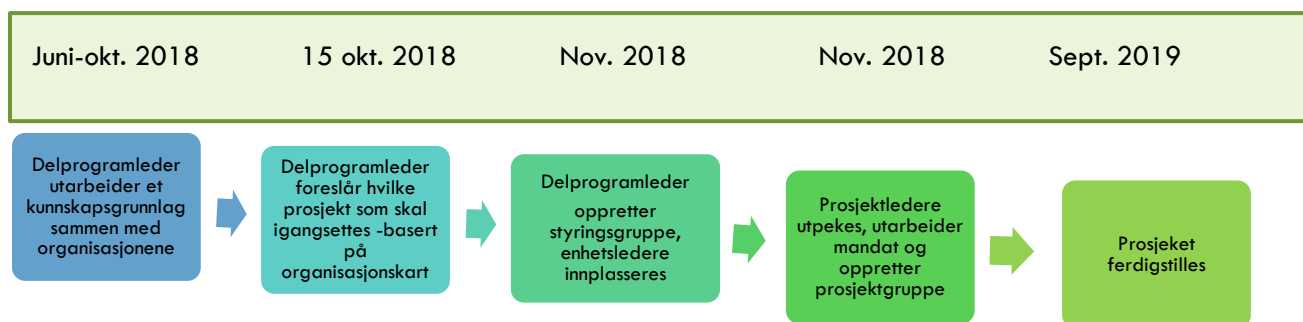 Juni-okt. 2018
15 okt. 2018
Nov. 2018
Nov. 2018
Sept. 2019
Delprogramleder
utarbeider et
kunnskapsgrunnlag
sammen med
organisasjonene
Delprogramleder
foreslår hvilke
prosjekt som skal
igangsettes -basert
på
organisasjonskart
Delprogramleder
oppretter
styringsgruppe,
enhetsledere
innplasseres
Prosjektledere
utpekes, utarbeider
mandat og
oppretter
prosjektgruppe
Prosjeket
ferdigstilles